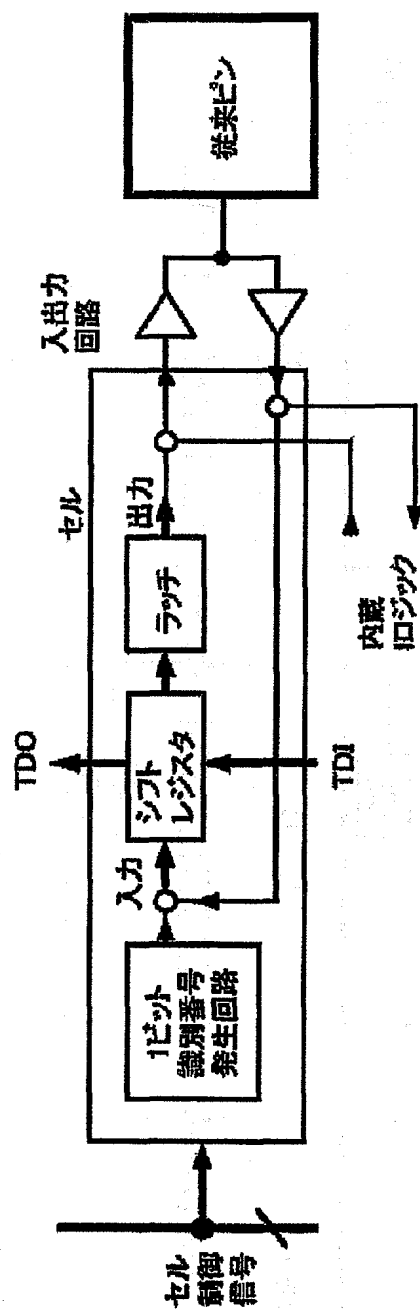 セル
制御
信号
1ビット
識別番号
発生回路
入力
シフト
レジスタ
TDO
TDI
ラッチ
出力
セル
入出力
回路
内蔵
IOロジック
従来ピン